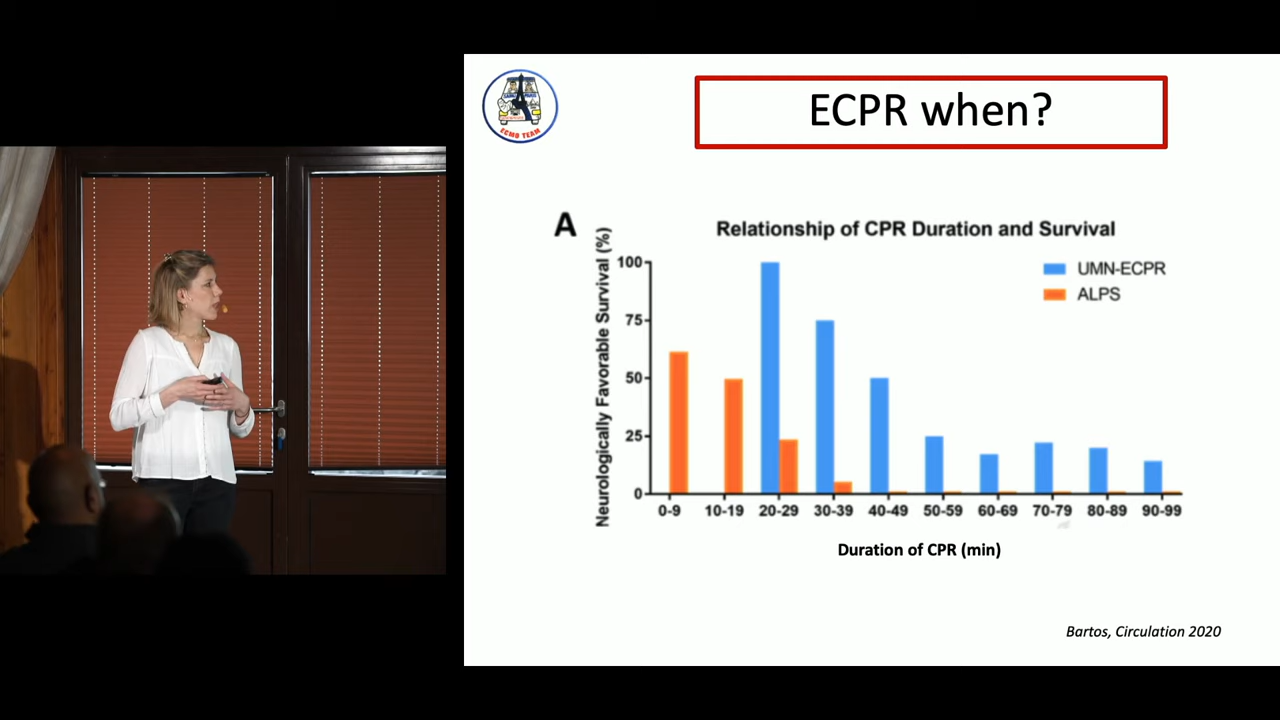 ECMO TEAM
ECPR when?
A
Relationship of CPR Duration and Survival
Neurologically Favorable Survival (%)
UMN-ECPR
ALPS
100
75
50
25
0
0-9 10-19 20-29 30-39 40-49 50-59 60-69 70-79 80-89 90-99
Duration of CPR (min)
Bartos, Circulation 2020